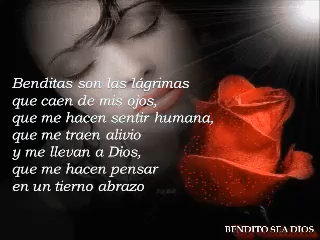 Benditas son las lágrimas
que caen de mis ojos,
que me hacen sentir humana,
que me traen alivio
y me llevan a Dios,
que me hacen pensar
en un tierno abrazo
BENDITO SEA DIOS